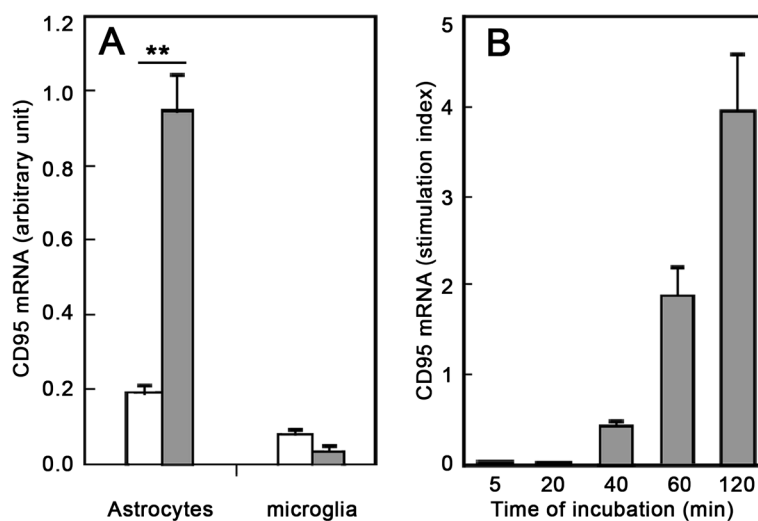 A
**
CD95 mRNA (arbitrary unit)
1.2
1.0
0.8
0.6
0.4
0.2
0.0
Astrocytes microglia
B
CD95 mRNA (stimulation index)
5
4
3
2
1
0
5 20 40 60 120
Time of incubation (min)